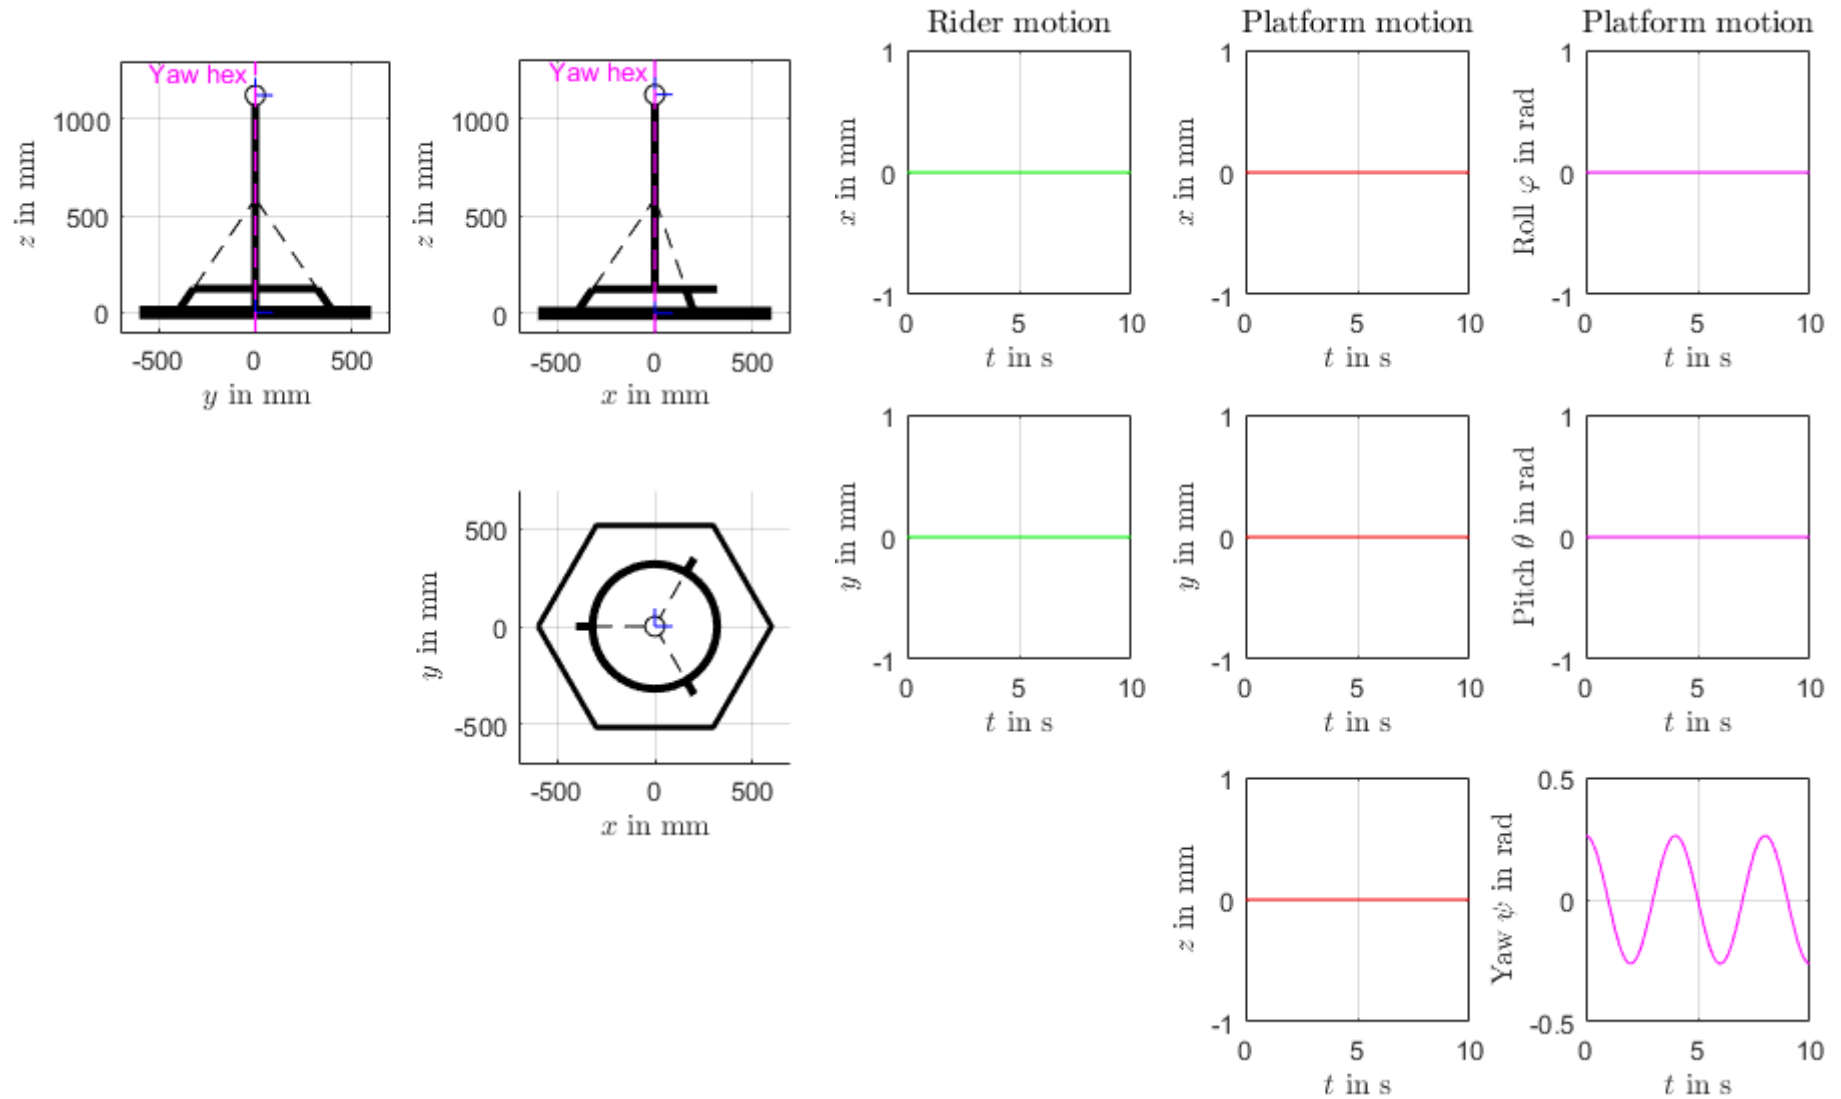 Rider motion
Platform motion
Platform motion
Yaw hex
1000
500
0
-500
0
500
z in mm
y in mm
Yaw hex
1000
500
0
-500
0
500
z in mm
x in mm
1
0
-1
0
5
10
x in mm
t in s
1
0
-1
0
5
10
x in mm
t in s
1
0
-1
0
5
10
Roll φ in rad
t in s
500
0
-500
-500
0
500
y in mm
x in mm
1
0
-1
0
5
10
y in mm
t in s
1
0
-1
0
5
10
y in mm
t in s
1
0
-1
0
5
10
Pitch θ in rad
t in s
1
0
-1
0
5
10
z in mm
t in s
0.5
0
-0.5
0
5
10
Yaw ψ in rad
t in s